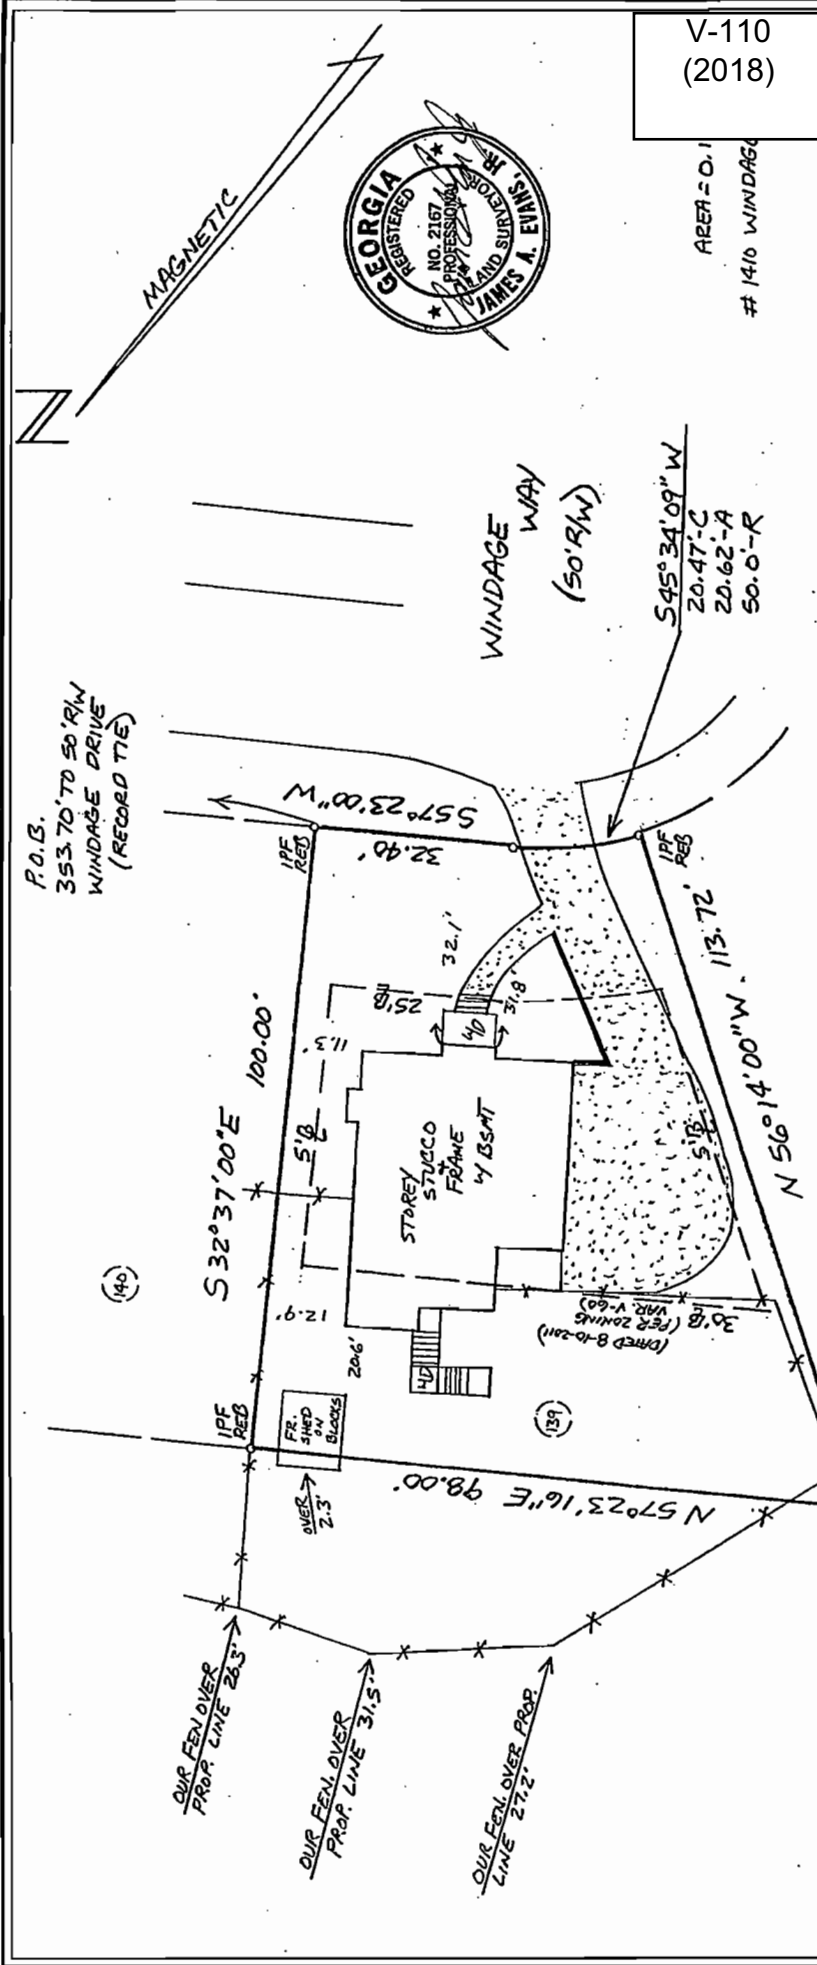 V-110
(2018)
AREA=0.1
# 1410 WINDAGE
MAGNETIC
GEORGIA
REGISTERED
NO. 2167
PROFESSIONAL
LAND SURVEYOR
JAMES A. EVANS, JR.
WINDAGE
WAY
(50'R/W)
S45°34'09"W
20.47'-C
20.62'-A
50.0'-R
P.O.B.
353.70' TO 50'R/W
WINDAGE DRIVE
(RECORD TIE)
S57°23'00"W
32.40'
IPF
REB
IPF
REB
32.1'
31.8'
25'B
WD
11.3'
100.00'
S32°37'00"E
5'B
L
STOREY
STUCCO
&
FRAME
W/ BSMT
5'B
L
N 56°14'00"W. 113.72'
(140)
12.9'
20.6'
WD
30'B (PER ZONING
VAR. V-60)
(DATED 8-10-2011)
(139)
IPF
REB
FR.
SHED
ON
BLOCKS
OVER
2.3'
N 57°23'16"E 98.00'
OUR FEN OVER
PROP. LINE 26.3'
OUR FEN. OVER
PROP. LINE 31.5'
OUR FEN. OVER PROP.
LINE 27.2'